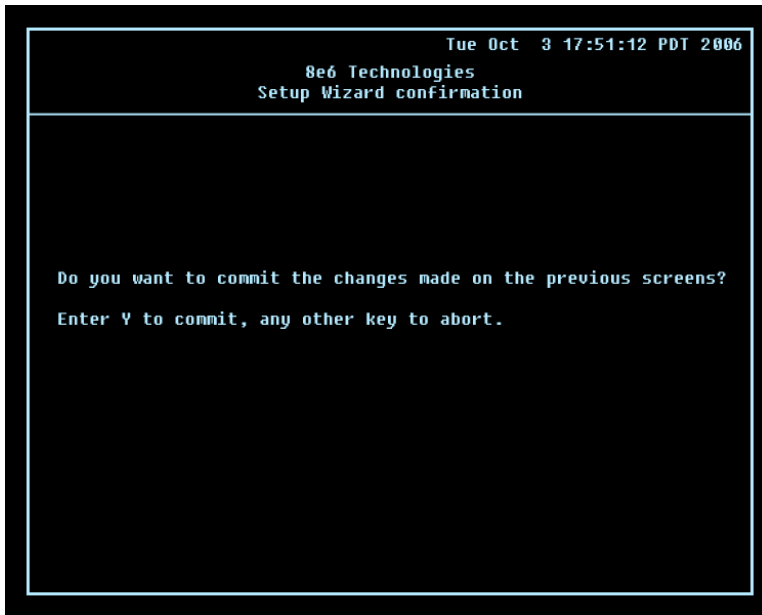 Tue Oct  3 17:51:12 PDT 2006
8e6 Technologies
Setup Wizard confirmation
Do you want to commit the changes made on the previous screens?
Enter Y to commit, any other key to abort.